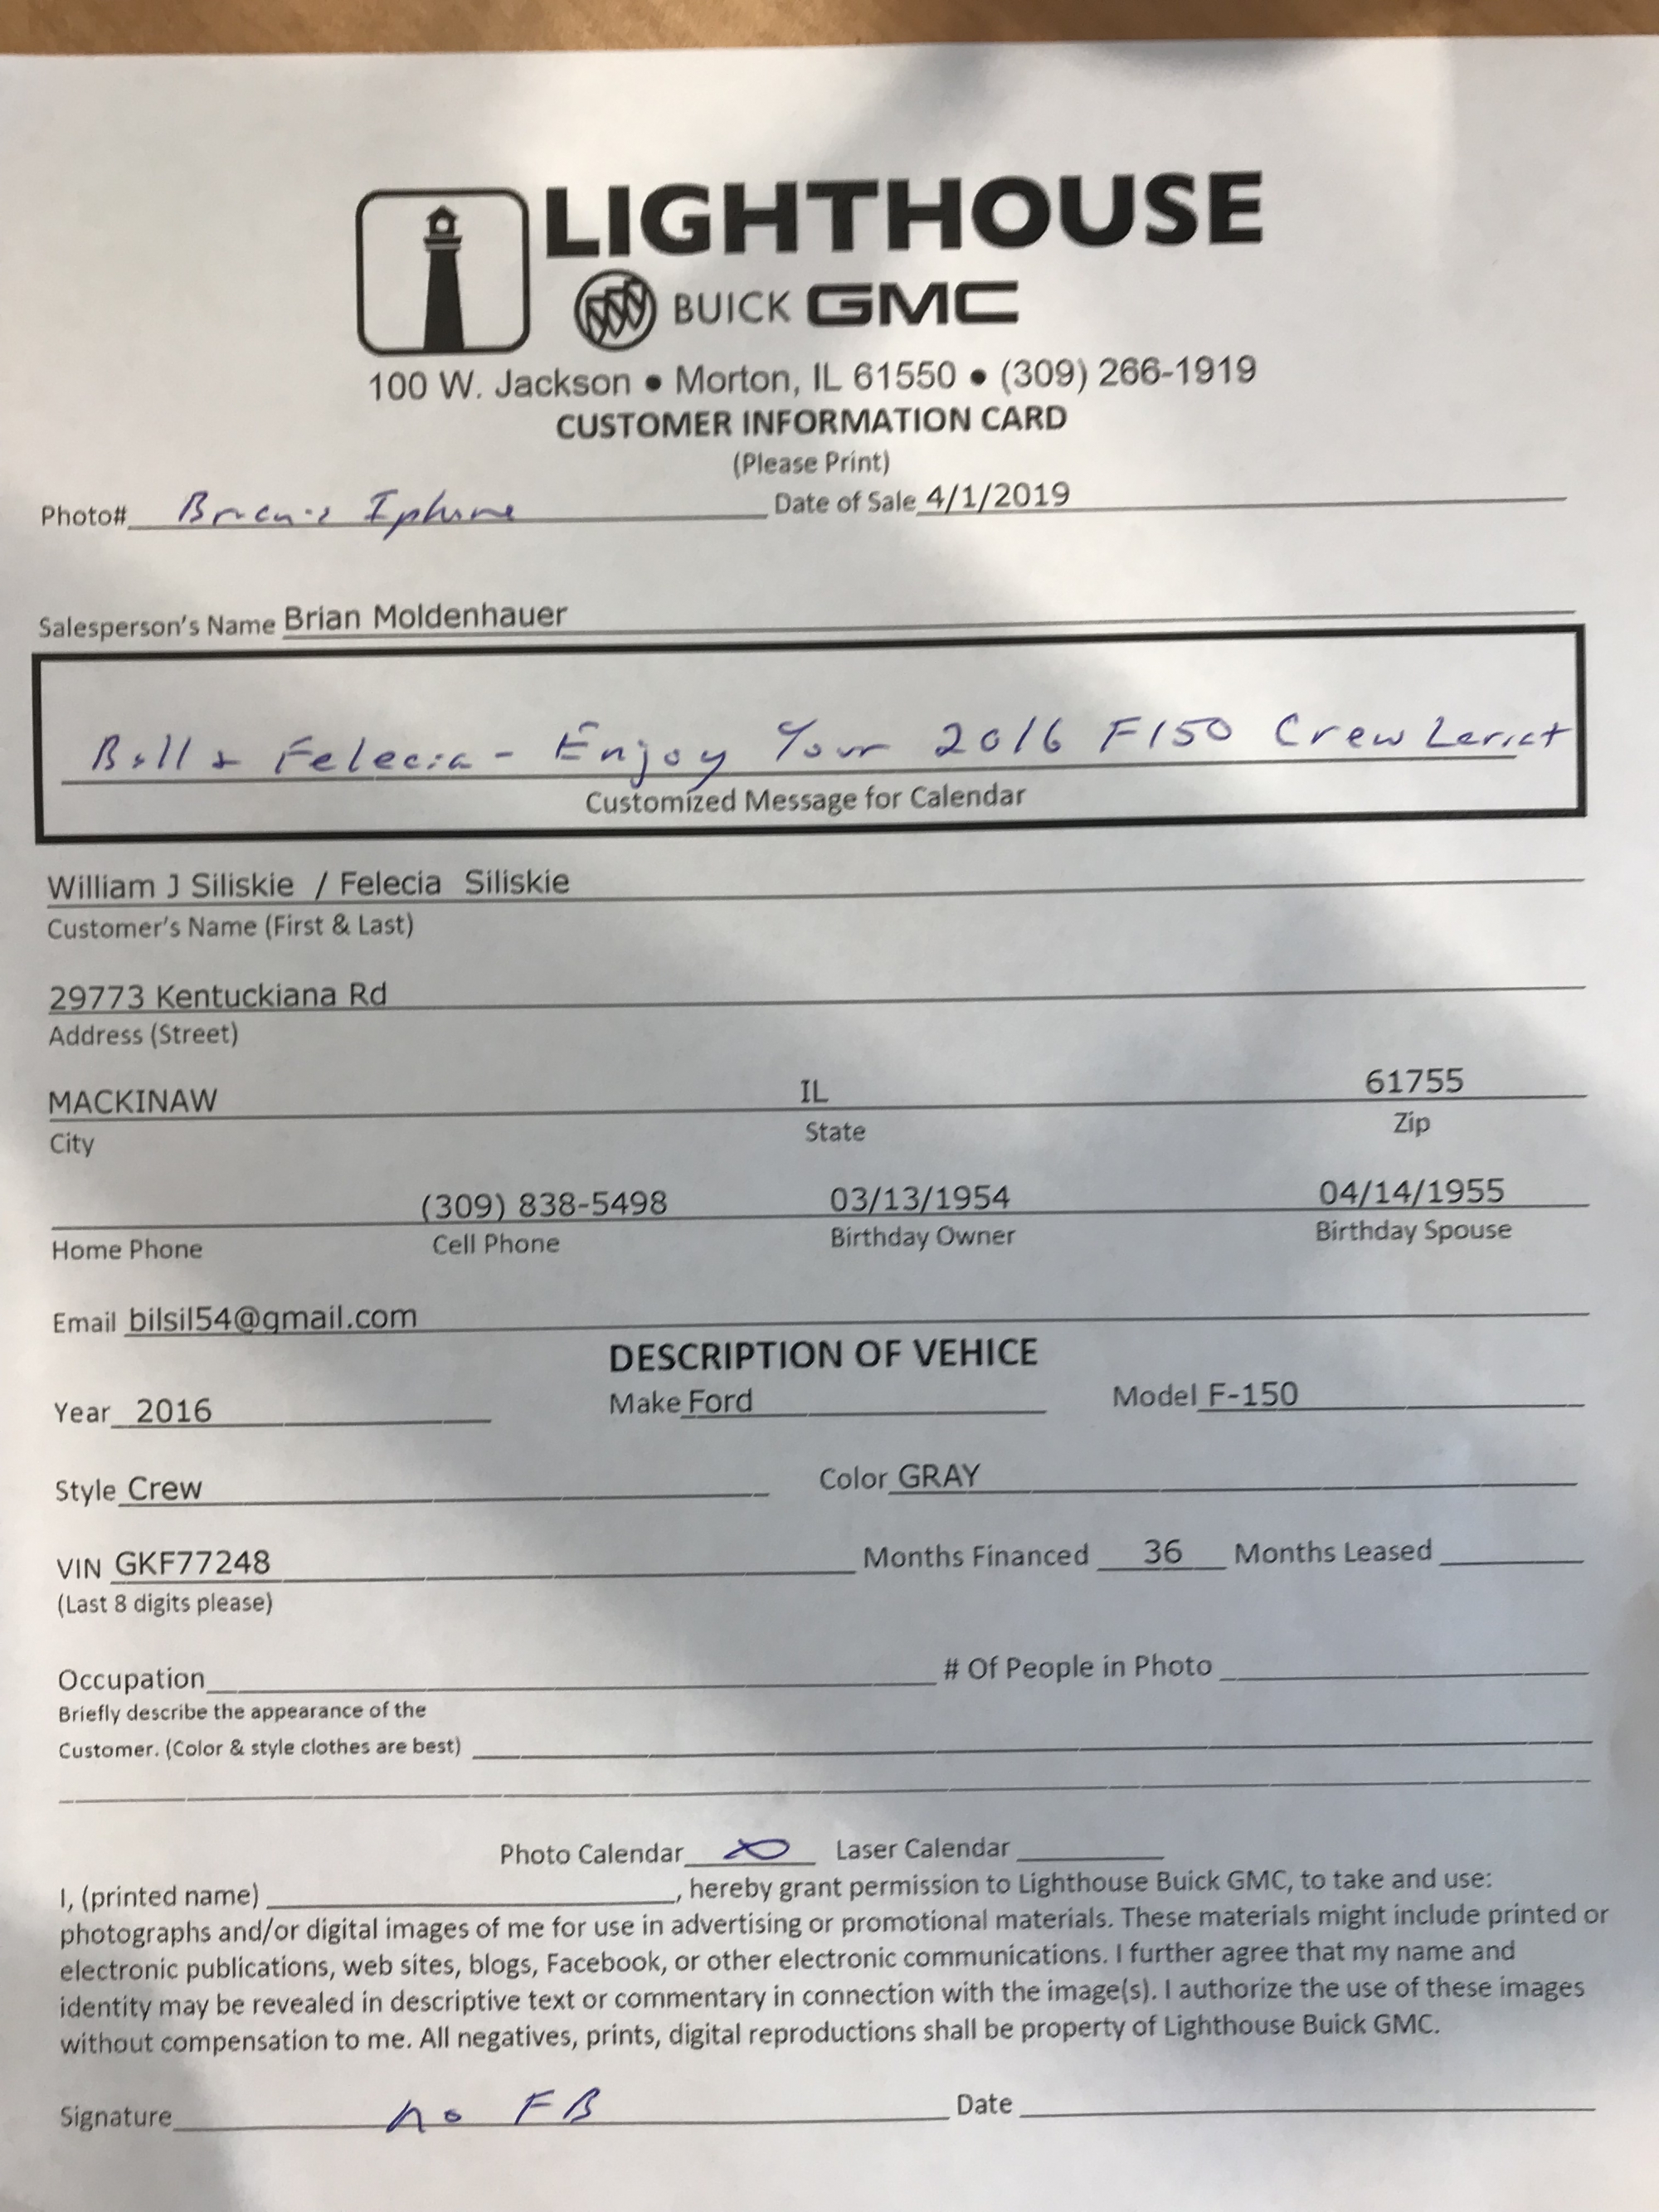 LIGHTHOUSE
BUICK GMC
100 W. Jackson • Morton, IL 61550 • (309) 266-1919
CUSTOMER INFORMATION CARD
(Please Print)
Photo# Brian's Iphone Date of Sale 4/1/2019
Salesperson's Name Brian Moldenhauer
Bill & Felecia - Enjoy Your 2016 F150 Crew Lariat
Customized Message for Calendar
William J Siliskie / Felecia Siliskie
Customer's Name (First & Last)
29773 Kentuckiana Rd
Address (Street)
MACKINAW IL 61755
City State Zip
(309) 838-5498 03/13/1954 04/14/1955
Home Phone Cell Phone Birthday Owner Birthday Spouse
Email bilsil54@gmail.com
DESCRIPTION OF VEHICE
Year 2016 Make Ford Model F-150
Style Crew Color GRAY
VIN GKF77248 Months Financed 36 Months Leased
(Last 8 digits please)
Occupation # Of People in Photo
Briefly describe the appearance of the
Customer. (Color & style clothes are best)
Photo Calendar Laser Calendar
I, (printed name) , hereby grant permission to Lighthouse Buick GMC, to take and use:
photographs and/or digital images of me for use in advertising or promotional materials. These materials might include printed or
electronic publications, web sites, blogs, Facebook, or other electronic communications. I further agree that my name and
identity may be revealed in descriptive text or commentary in connection with the image(s). I authorize the use of these images
without compensation to me. All negatives, prints, digital reproductions shall be property of Lighthouse Buick GMC.
Signature no FB Date